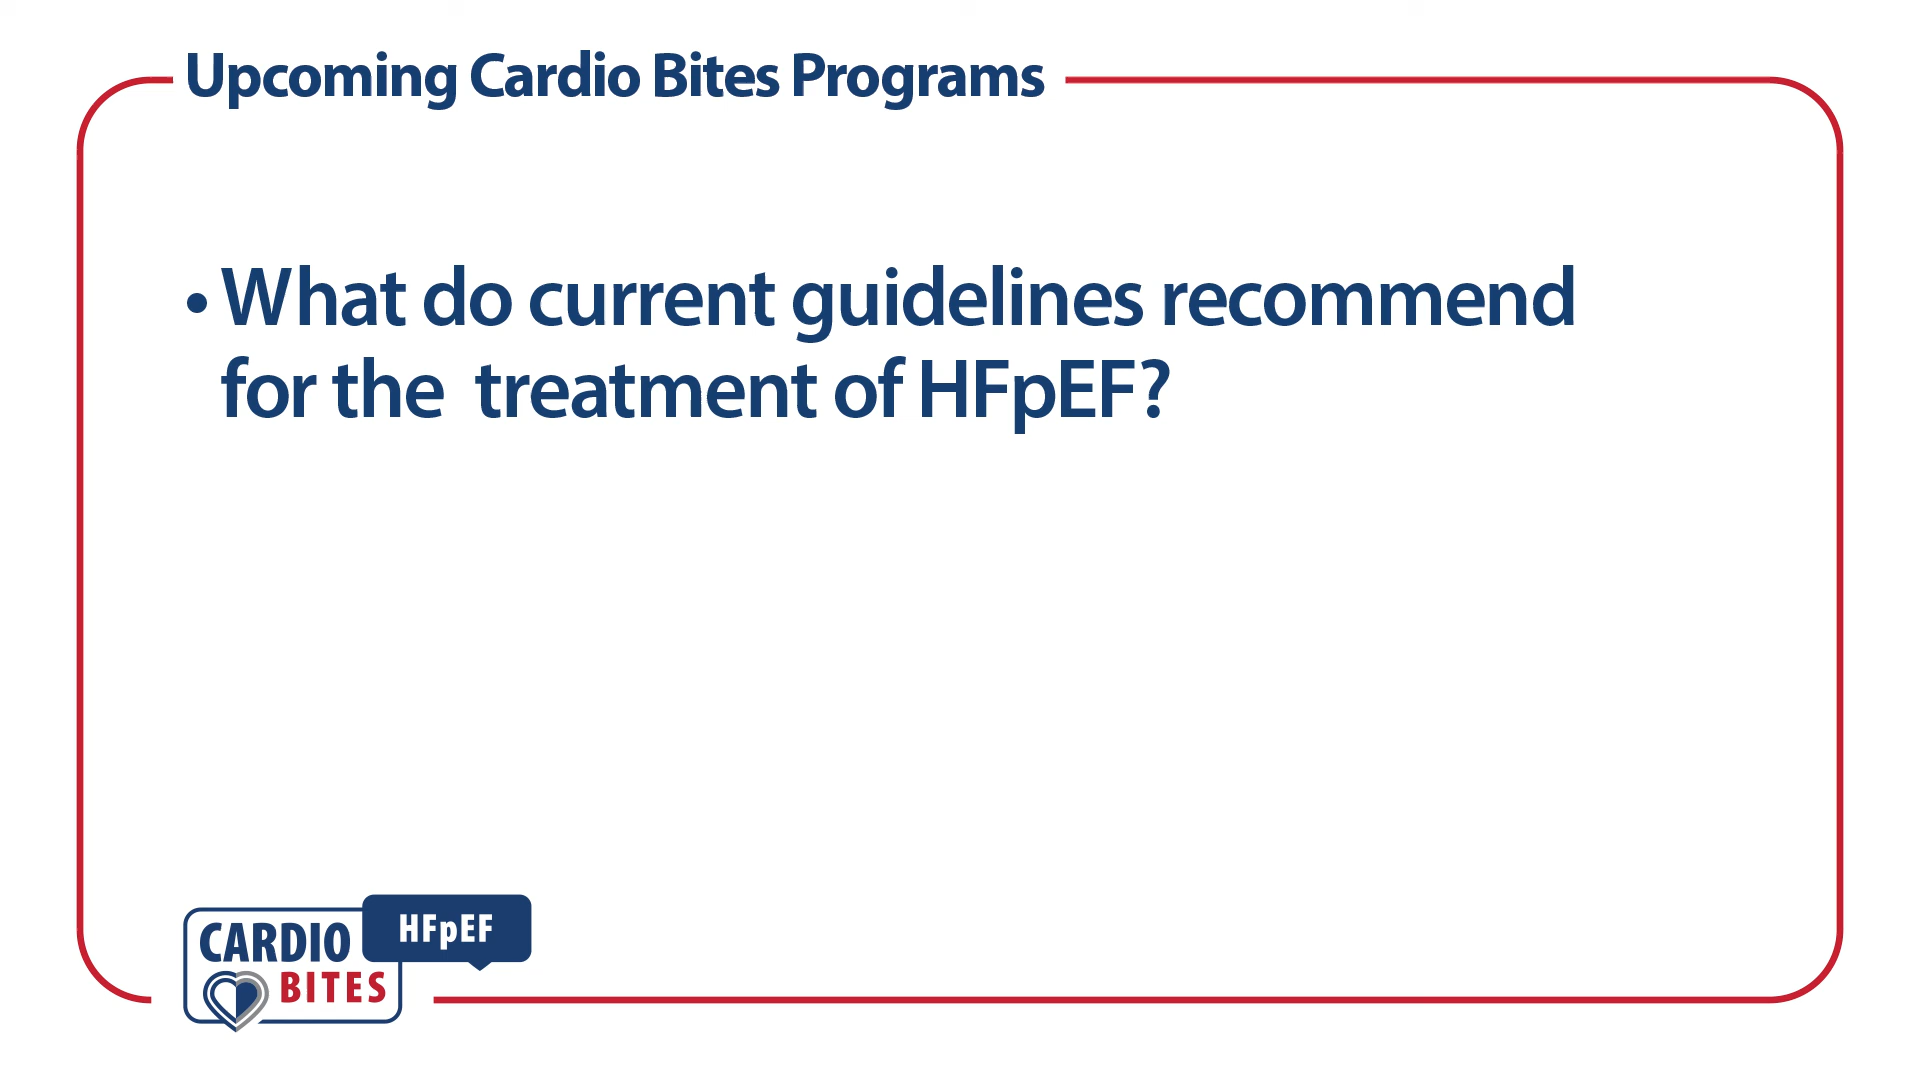 Upcoming Cardio Bites Programs
• What do current guidelines recommend
for the  treatment of HFpEF?
HFpEF
CARDIO
BITES